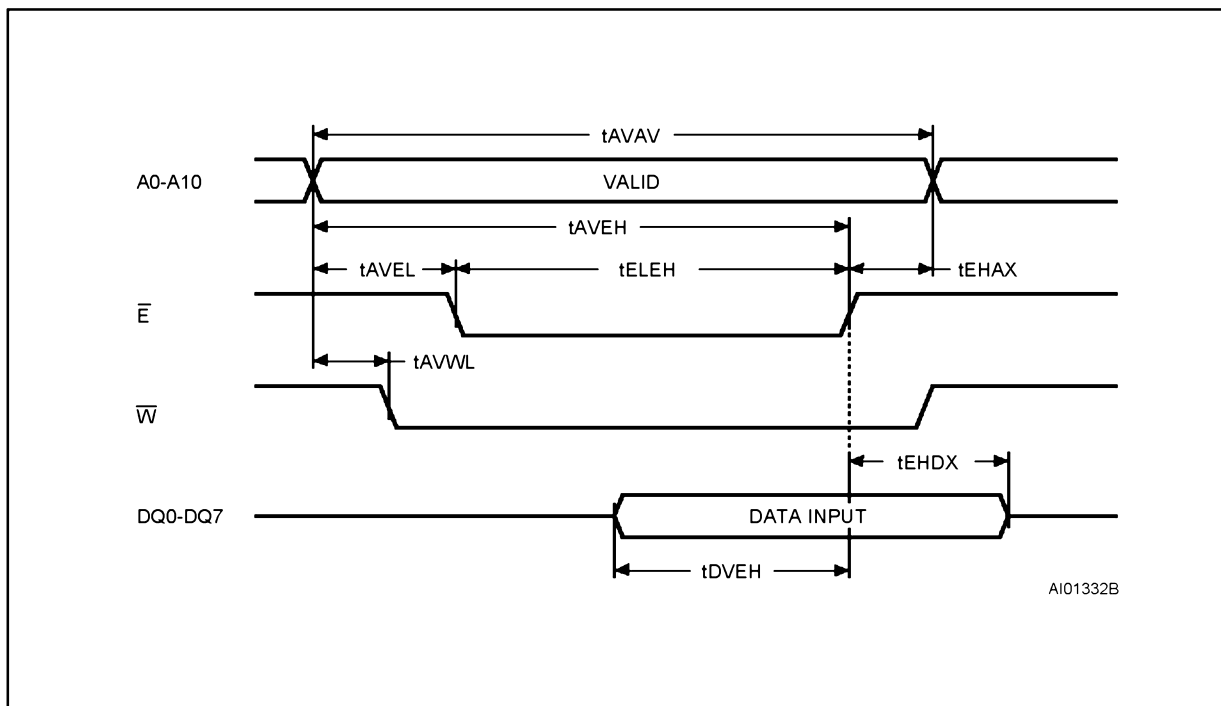 tAVAV
A0-A10
VALID
tAVEH
tAVEL
tELEH
tEHAX
E̅
tAVWL
W̅
tEHDX
DQ0-DQ7
DATA INPUT
tDVEH
AI01332B